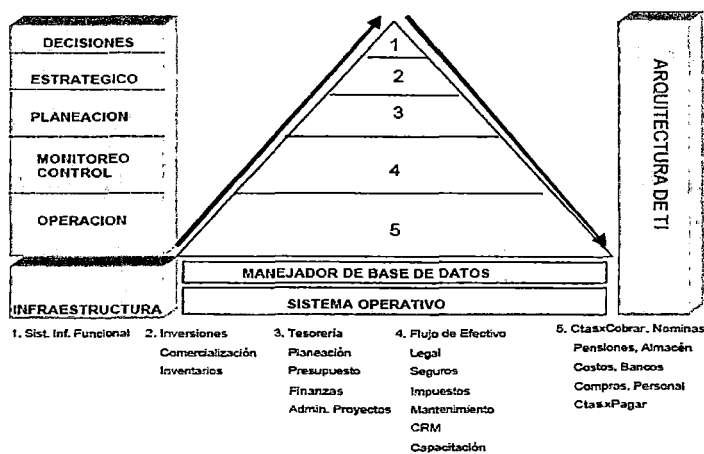 DECISIONES
ESTRATEGICO
PLANEACION
MONITOREO
CONTROL
OPERACION
INFRAESTRUCTURA
1
2
3
4
5
MANEJADOR DE BASE DE DATOS
SISTEMA OPERATIVO
ARQUITECTURA DE TI
1. Sist. Inf. Funcional
2. Inversiones
Comercialización
Inventarios
3. Tesorería
Planeación
Presupuesto
Finanzas
Admin. Proyectos
4. Flujo de Efectivo
Legal
Seguros
Impuestos
Mantenimiento
CRM
Capacitación
5. CtasxCobrar, Nominas
Pensiones, Almacén
Costos, Bancos
Compras, Personal
CtasxPagar